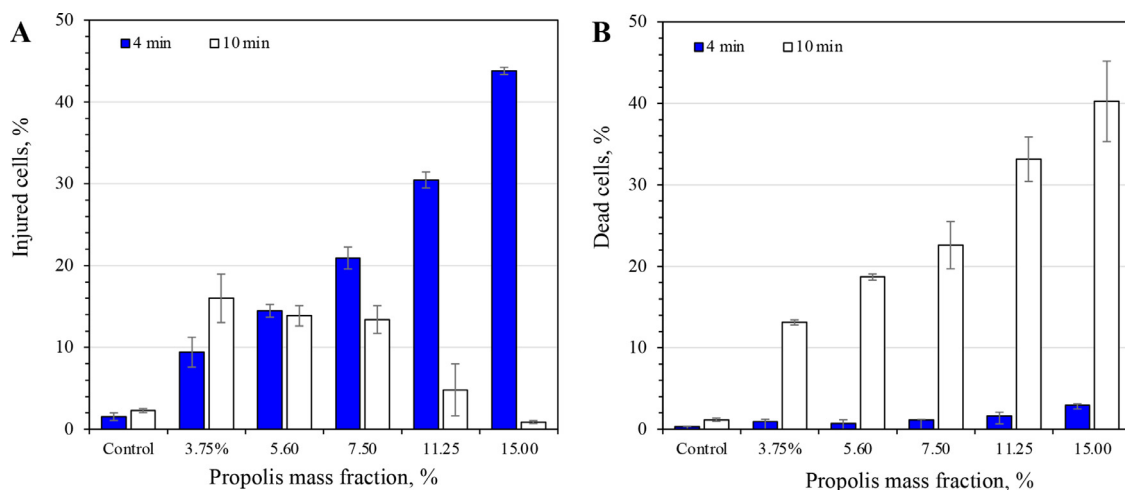 A
4 min
10 min
50
40
30
20
10
0
Injured cells, %
Control
3.75%
5.60
7.50
11.25
15.00
Propolis mass fraction, %
B
4 min
10 min
50
40
30
20
10
0
Dead cells, %
Control
3.75%
5.60
7.50
11.25
15.00
Propolis mass fraction, %